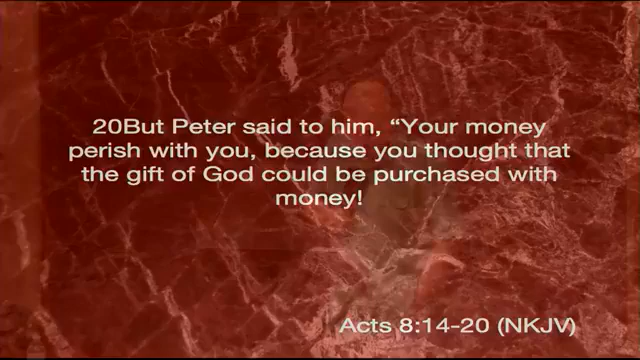 20But Peter said to him, “Your money
perish with you, because you thought that
the gift of God could be purchased with
money!
Acts 8:14-20 (NKJV)